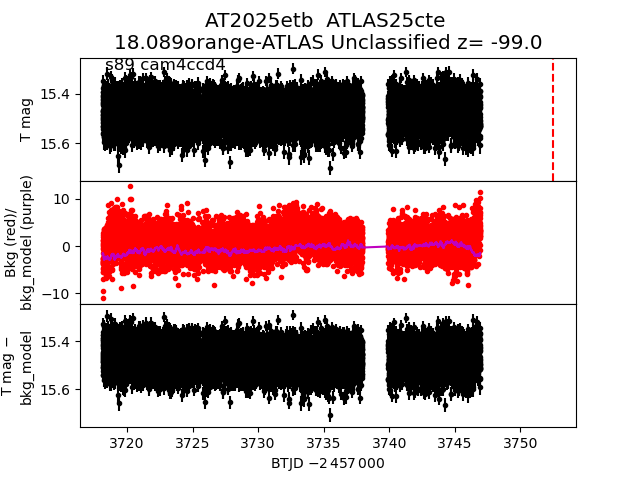 AT2025etb  ATLAS25cte
18.089orange-ATLAS Unclassified z= -99.0
s89 cam4ccd4
T mag
15.4
15.6
Bkg (red)/
bkg_model (purple)
10
0
−10
T mag −
bkg_model
15.4
15.6
3720 3725 3730 3735 3740 3745 3750
BTJD −2 457 000